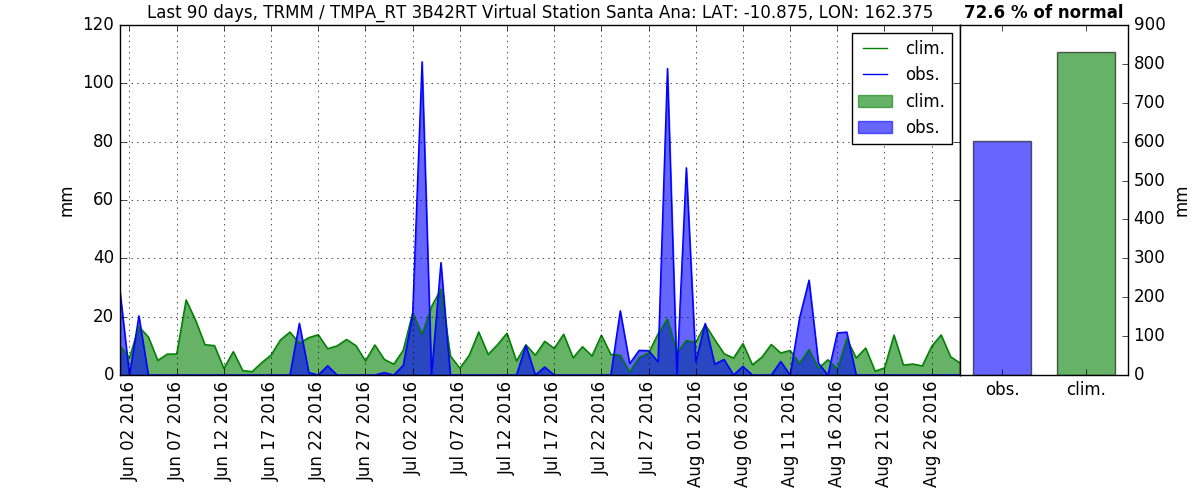 Last 90 days, TRMM / TMPA_RT 3B42RT Virtual Station Santa Ana: LAT: -10.875, LON: 162.375
72.6 % of normal
120
100
80
60
40
20
0
mm
clim.
obs.
clim.
obs.
Jun 02 2016
Jun 07 2016
Jun 12 2016
Jun 17 2016
Jun 22 2016
Jun 27 2016
Jul 02 2016
Jul 07 2016
Jul 12 2016
Jul 17 2016
Jul 22 2016
Jul 27 2016
Aug 01 2016
Aug 06 2016
Aug 11 2016
Aug 16 2016
Aug 21 2016
Aug 26 2016
900
800
700
600
500
400
300
200
100
0
mm
obs.
clim.